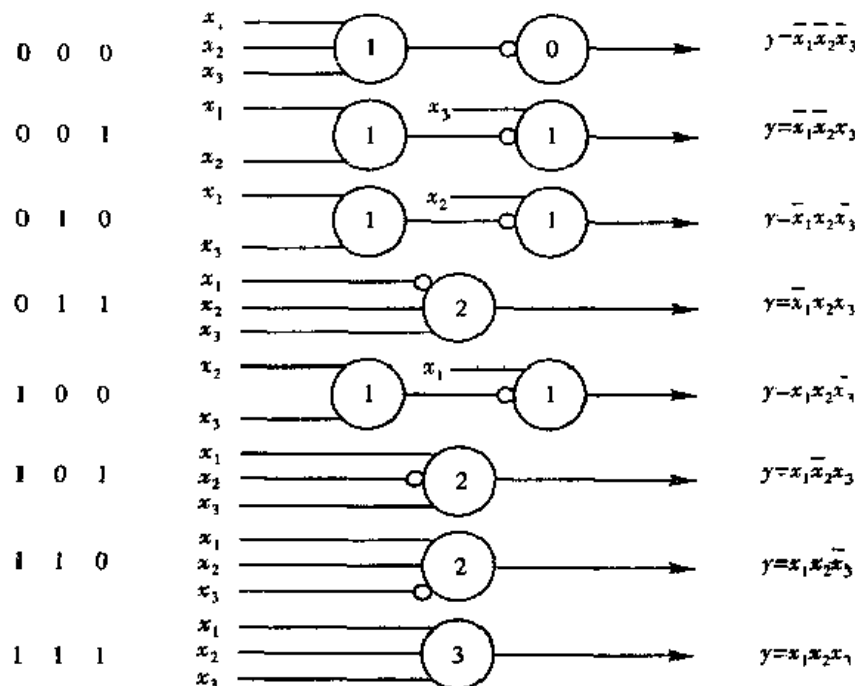 0 0 0 x₁ x₂ x₃ 1 0 y=x̄₁x̄₂x̄₃
0 0 1 x₁ x₂ 1 x₃ 1 y=x̄₁x̄₂x₃
0 1 0 x₁ x₃ 1 x₂ 1 y=x̄₁x₂x̄₃
0 1 1 x₁ x₂ x₃ 2 y=x̄₁x₂x₃
1 0 0 x₂ x₃ 1 x₁ 1 y=x₁x₂x̄₃
1 0 1 x₁ x₂ x₃ 2 y=x₁x̄₂x₃
1 1 0 x₁ x₂ x₃ 2 y=x₁x₂x̄₃
1 1 1 x₁ x₂ x₃ 3 y=x₁x₂x₃